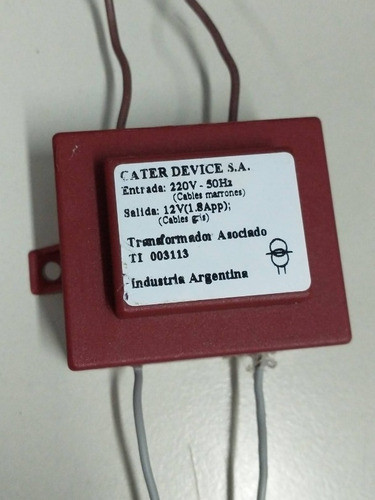 CATER DEVICE S.A.
Entrada: 220V - 50Hz
(Cables marrones)
Salida: 12V(1.8App);
(Cables gris)
Transformador Asociado
TI 003113
Industria Argentina